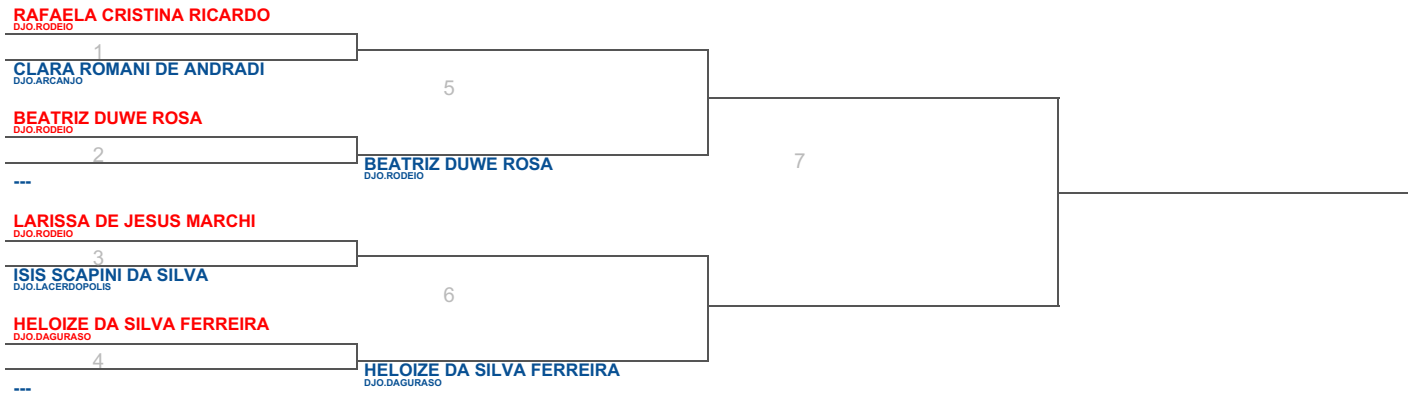 RAFAELA CRISTINA RICARDO
DJO.RODEIO
1
CLARA ROMANI DE ANDRADI
DJO.ARCANJO
5
BEATRIZ DUWE ROSA
DJO.RODEIO
2
---
BEATRIZ DUWE ROSA
DJO.RODEIO
7
LARISSA DE JESUS MARCHI
DJO.RODEIO
3
ISIS SCAPINI DA SILVA
DJO.LACERDOPOLIS
6
HELOIZE DA SILVA FERREIRA
DJO.DAGURASO
4
---
HELOIZE DA SILVA FERREIRA
DJO.DAGURASO